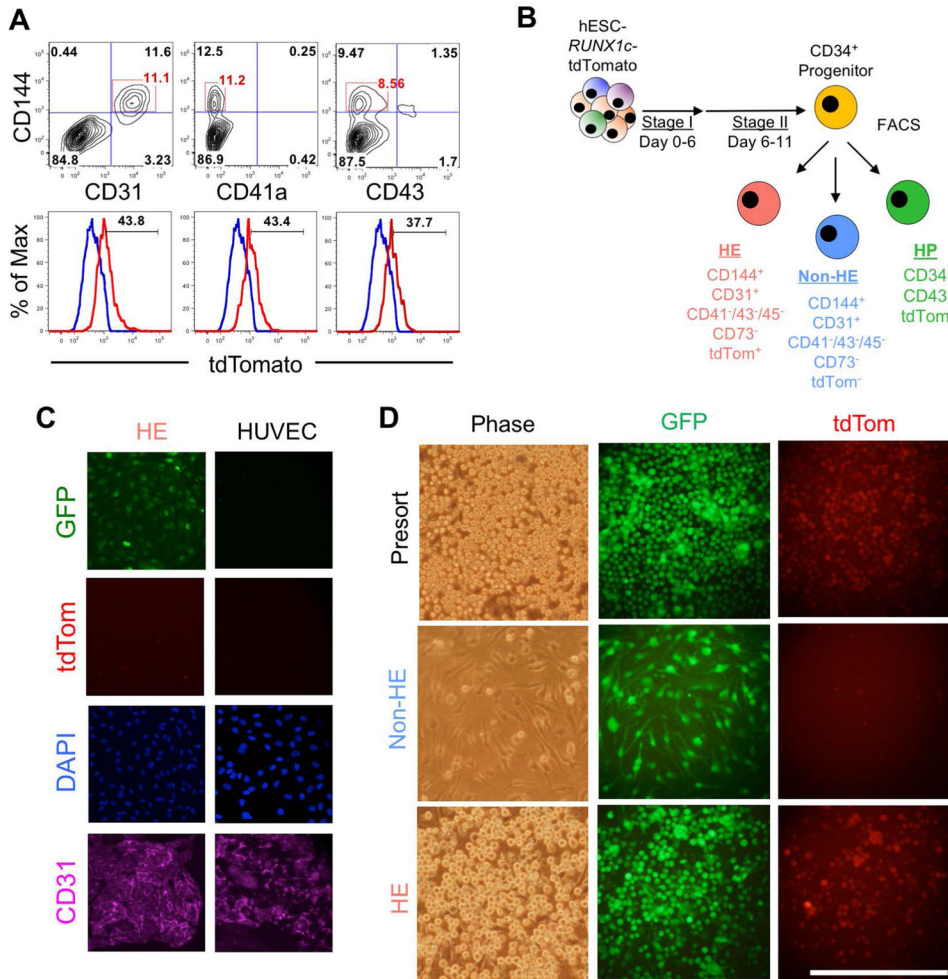 A
0.44 11.6
11.1
84.8 3.23
12.5 0.25
11.2
86.9 0.42
9.47 1.35
8.56
87.5 1.7
CD144
CD31 CD41a CD43
43.8 43.4 37.7
% of Max
tdTomato
B
hESC-
RUNX1c-
tdTomato
Stage I
Day 0-6
Stage II
Day 6-11
CD34⁺
Progenitor
FACS
HE
CD144⁺
CD31⁺
CD41⁻/43⁻/45⁻
CD73⁻
tdTom⁺
Non-HE
CD144⁺
CD31⁺
CD41⁻/43⁻/45⁻
CD73⁻
tdTom⁻
HP
CD34
CD43
tdTom
C
HE HUVEC
GFP
tdTom
DAPI
CD31
D
Phase GFP tdTom
Presort
Non-HE
HE